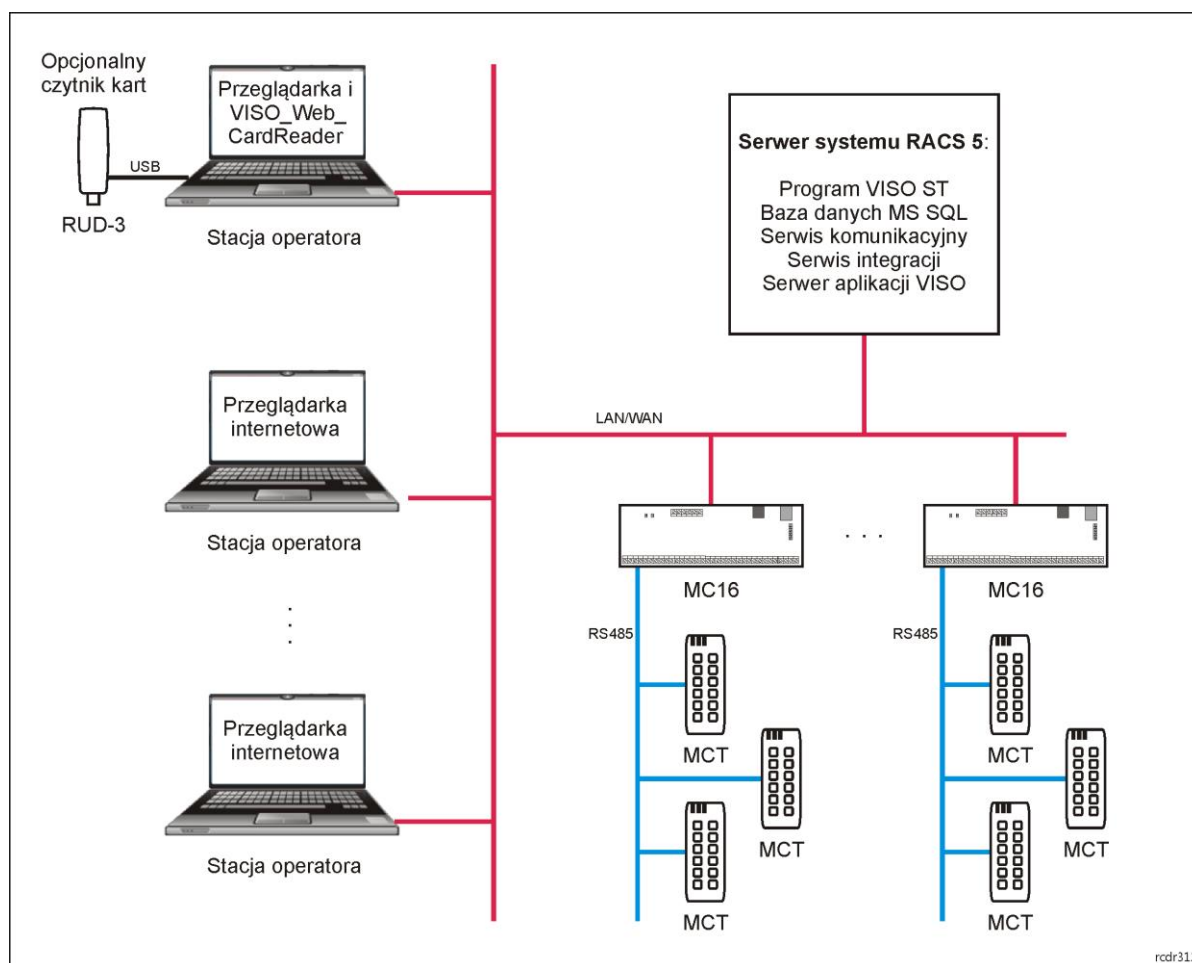 Opcjonalny
czytnik kart
USB
RUD-3
Przeglądarka i
VISO_Web_
CardReader
Stacja operatora
Serwer systemu RACS 5:
Program VISO ST
Baza danych MS SQL
Serwis komunikacyjny
Serwis integracji
Serwer aplikacji VISO
Przeglądarka
internetowa
Stacja operatora
LAN/WAN
. . .
MC16
MC16
RS485
RS485
MCT
MCT
MCT
MCT
MCT
MCT
Przeglądarka
internetowa
Stacja operatora